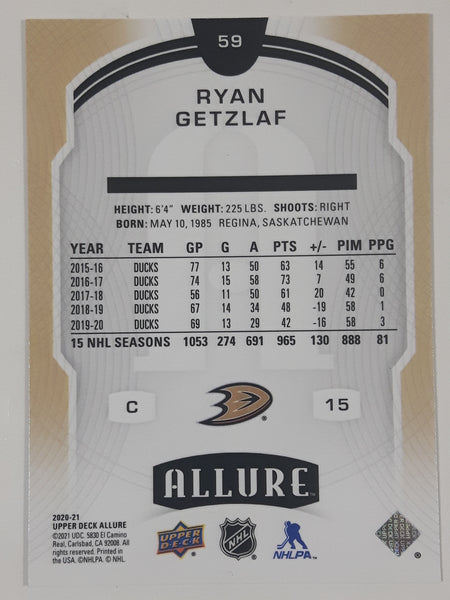 59
RYAN
GETZLAF
HEIGHT: 6'4" WEIGHT: 225 LBS. SHOOTS: RIGHT
BORN: MAY 10, 1985 REGINA, SASKATCHEWAN
YEAR TEAM GP G A PTS +/- PIM PPG
2015-16 DUCKS 77 13 50 63 14 55 6
2016-17 DUCKS 74 15 58 73 7 49 6
2017-18 DUCKS 56 11 50 61 20 42 0
2018-19 DUCKS 67 14 34 48 -19 58 1
2019-20 DUCKS 69 13 29 42 -16 58 3
15 NHL SEASONS 1053 274 691 965 130 888 81
C
15
ALLURE™
2020-21
UPPER DECK ALLURE
©2021 UDC. 5830 El Camino
Real, Carlsbad, CA 92008. All
rights reserved. Printed in
the USA. ©NHLPA. © NHL.
UPPER
DECK
NHL
NHLPA™